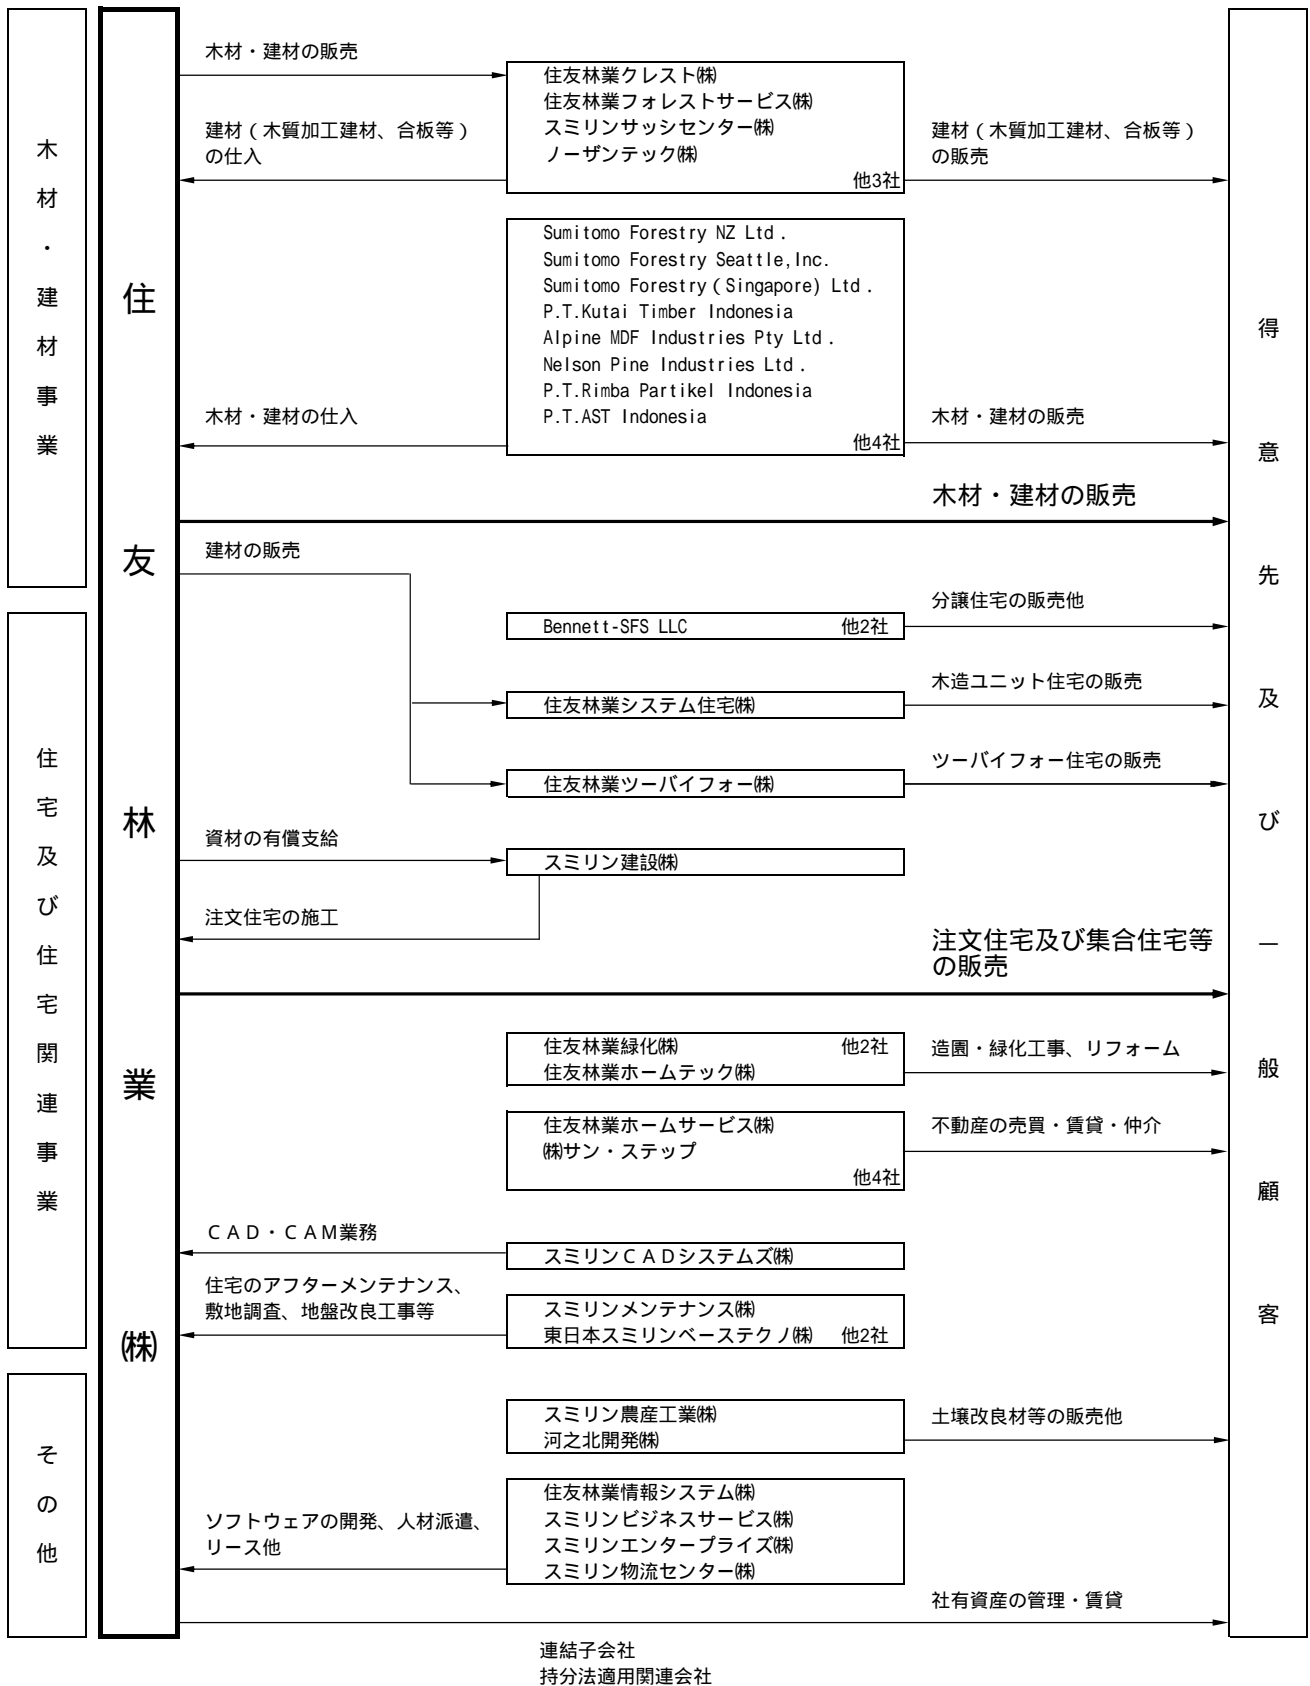 木材・建材事業
住宅及び住宅関連事業
その他
住友林業㈱
木材・建材の販売
住友林業クレスト㈱
住友林業フォレストサービス㈱
スミリンサッシセンター㈱
ノーザンテック㈱
他3社
建材（木質加工建材、合板等）
の仕入
建材（木質加工建材、合板等）
の販売
Sumitomo Forestry NZ Ltd.
Sumitomo Forestry Seattle,Inc.
Sumitomo Forestry(Singapore) Ltd.
P.T.Kutai Timber Indonesia
Alpine MDF Industries Pty Ltd.
Nelson Pine Industries Ltd.
P.T.Rimba Partikel Indonesia
P.T.AST Indonesia
他4社
木材・建材の仕入
木材・建材の販売
木材・建材の販売
建材の販売
Bennett-SFS LLC 他2社
分譲住宅の販売他
住友林業システム住宅㈱
木造ユニット住宅の販売
住友林業ツーバイフォー㈱
ツーバイフォー住宅の販売
資材の有償支給
スミリン建設㈱
注文住宅の施工
注文住宅及び集合住宅等
の販売
住友林業緑化㈱ 他2社
住友林業ホームテック㈱
造園・緑化工事、リフォーム
住友林業ホームサービス㈱
㈱サン・ステップ
他4社
不動産の売買・賃貸・仲介
ＣＡＤ・ＣＡＭ業務
スミリンＣＡＤシステムズ㈱
住宅のアフターメンテナンス、
敷地調査、地盤改良工事等
スミリンメンテナンス㈱
東日本スミリンベーステクノ㈱ 他2社
スミリン農産工業㈱
河之北開発㈱
土壌改良材等の販売他
住友林業情報システム㈱
スミリンビジネスサービス㈱
スミリンエンタープライズ㈱
スミリン物流センター㈱
ソフトウェアの開発、人材派遣、
リース他
社有資産の管理・賃貸
得意先及び一般顧客
連結子会社
持分法適用関連会社